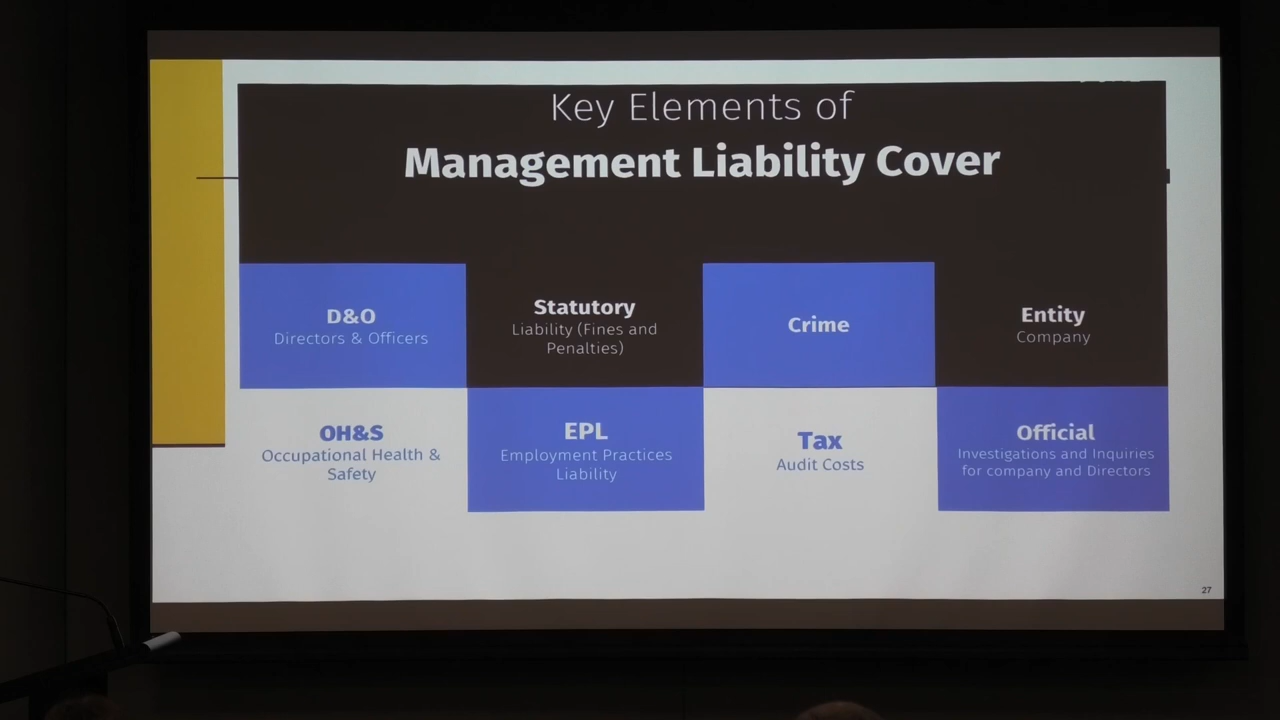 Key Elements of
Management Liability Cover
D&O
Directors & Officers
Statutory
Liability (Fines and
Penalties)
Crime
Entity
Company
OH&S
Occupational Health &
Safety
EPL
Employment Practices
Liability
Tax
Audit Costs
Official
Investigations and Inquiries
for company and Directors
27